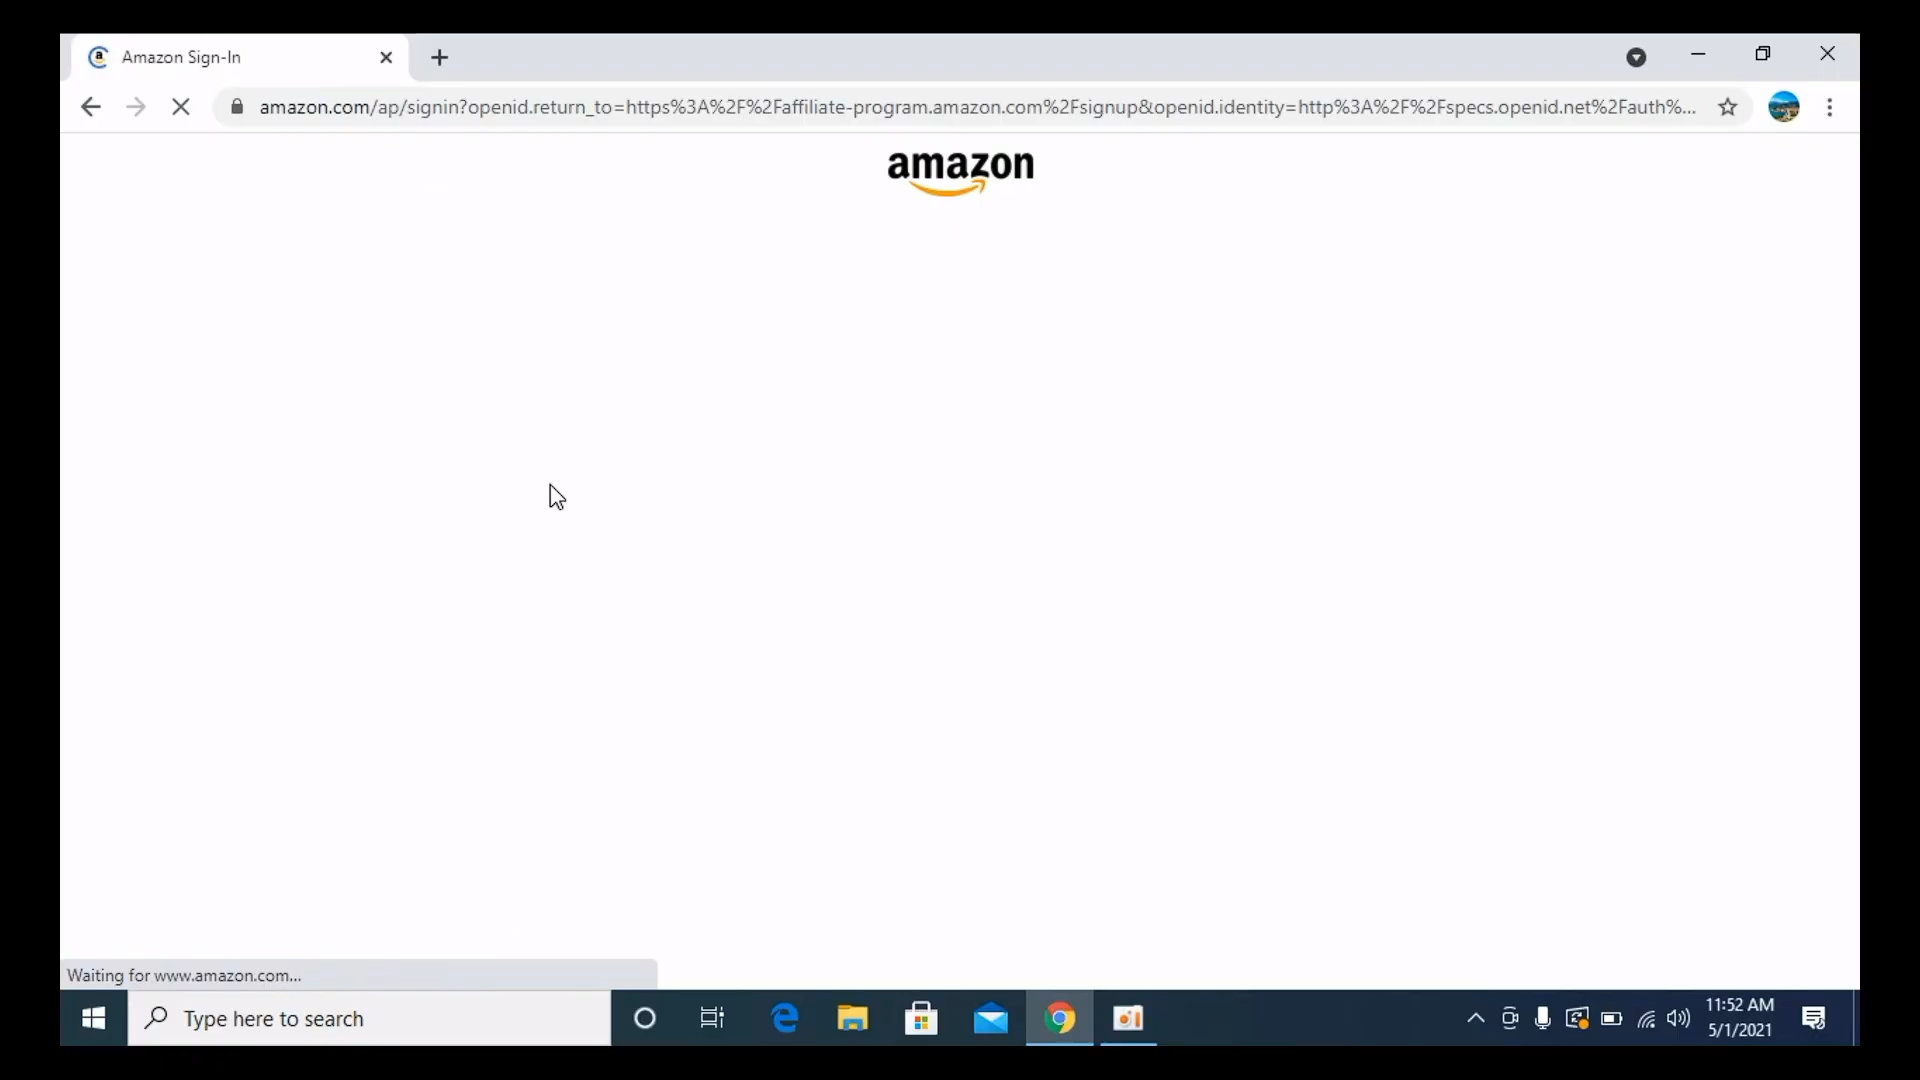 Amazon Sign-In
amazon.com/ap/signin?openid.return_to=https%3A%2F%2Faffiliate-program.amazon.com%2Fsignup&openid.identity=http%3A%2F%2Fspecs.openid.net%2Fauth%...
amazon
Waiting for www.amazon.com...
Type here to search
11:52 AM
5/1/2021